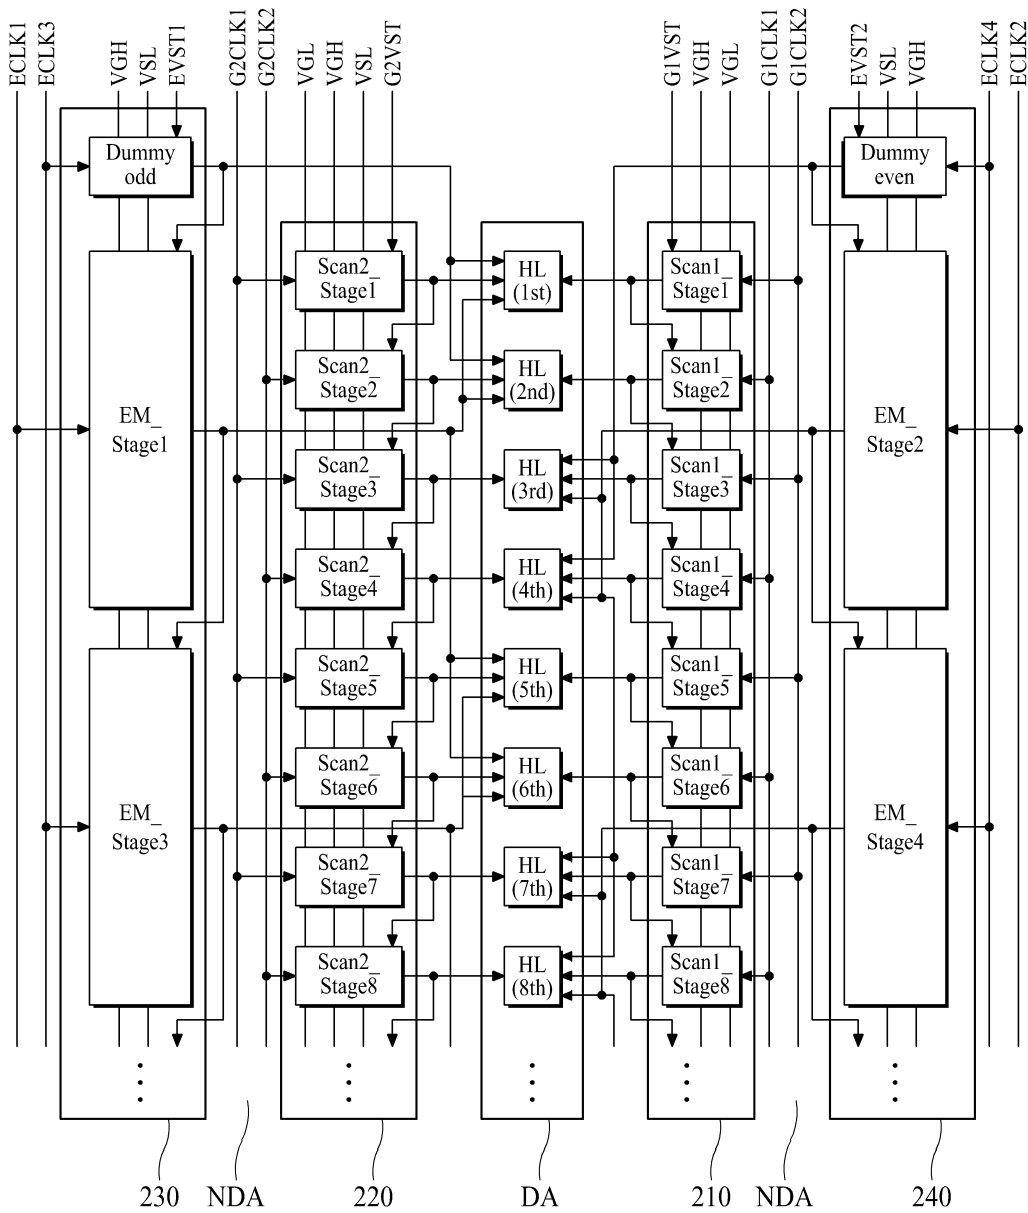 ECLK1
ECLK3
VGH
VSL
EVST1
G2CLK1
G2CLK2
VGL
VGH
VSL
G2VST
G1VST
VGH
VGL
G1CLK1
G1CLK2
EVST2
VSL
VGH
ECLK4
ECLK2
Dummy
odd
Dummy
even
Scan2_
Stage1
HL
(1st)
Scan1_
Stage1
Scan2_
Stage2
HL
(2nd)
Scan1_
Stage2
EM_
Stage1
EM_
Stage2
Scan2_
Stage3
HL
(3rd)
Scan1_
Stage3
Scan2_
Stage4
HL
(4th)
Scan1_
Stage4
Scan2_
Stage5
HL
(5th)
Scan1_
Stage5
Scan2_
Stage6
HL
(6th)
Scan1_
Stage6
EM_
Stage3
EM_
Stage4
Scan2_
Stage7
HL
(7th)
Scan1_
Stage7
Scan2_
Stage8
HL
(8th)
Scan1_
Stage8
230
NDA
220
DA
210
NDA
240